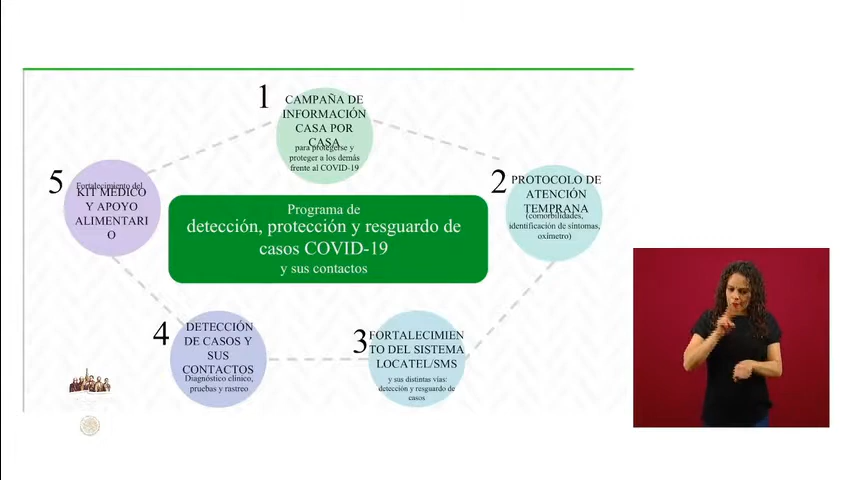 1
CAMPAÑA DE
INFORMACIÓN
CASA POR
CASA
para protegerse y
proteger a los demás
frente al COVID-19
2
PROTOCOLO DE
ATENCIÓN
TEMPRANA
(comorbilidades,
identificación de síntomas,
oxímetro)
5
Fortalecimiento del
KIT MÉDICO
Y APOYO
ALIMENTARI
O
Programa de
detección, protección y resguardo de
casos COVID-19
y sus contactos
4
DETECCIÓN
DE CASOS Y
SUS
CONTACTOS
Diagnóstico clínico,
pruebas y rastreo
3
FORTALECIMIEN
TO DEL SISTEMA
LOCATEL/SMS
y sus distintas vías:
detección y resguardo de
casos